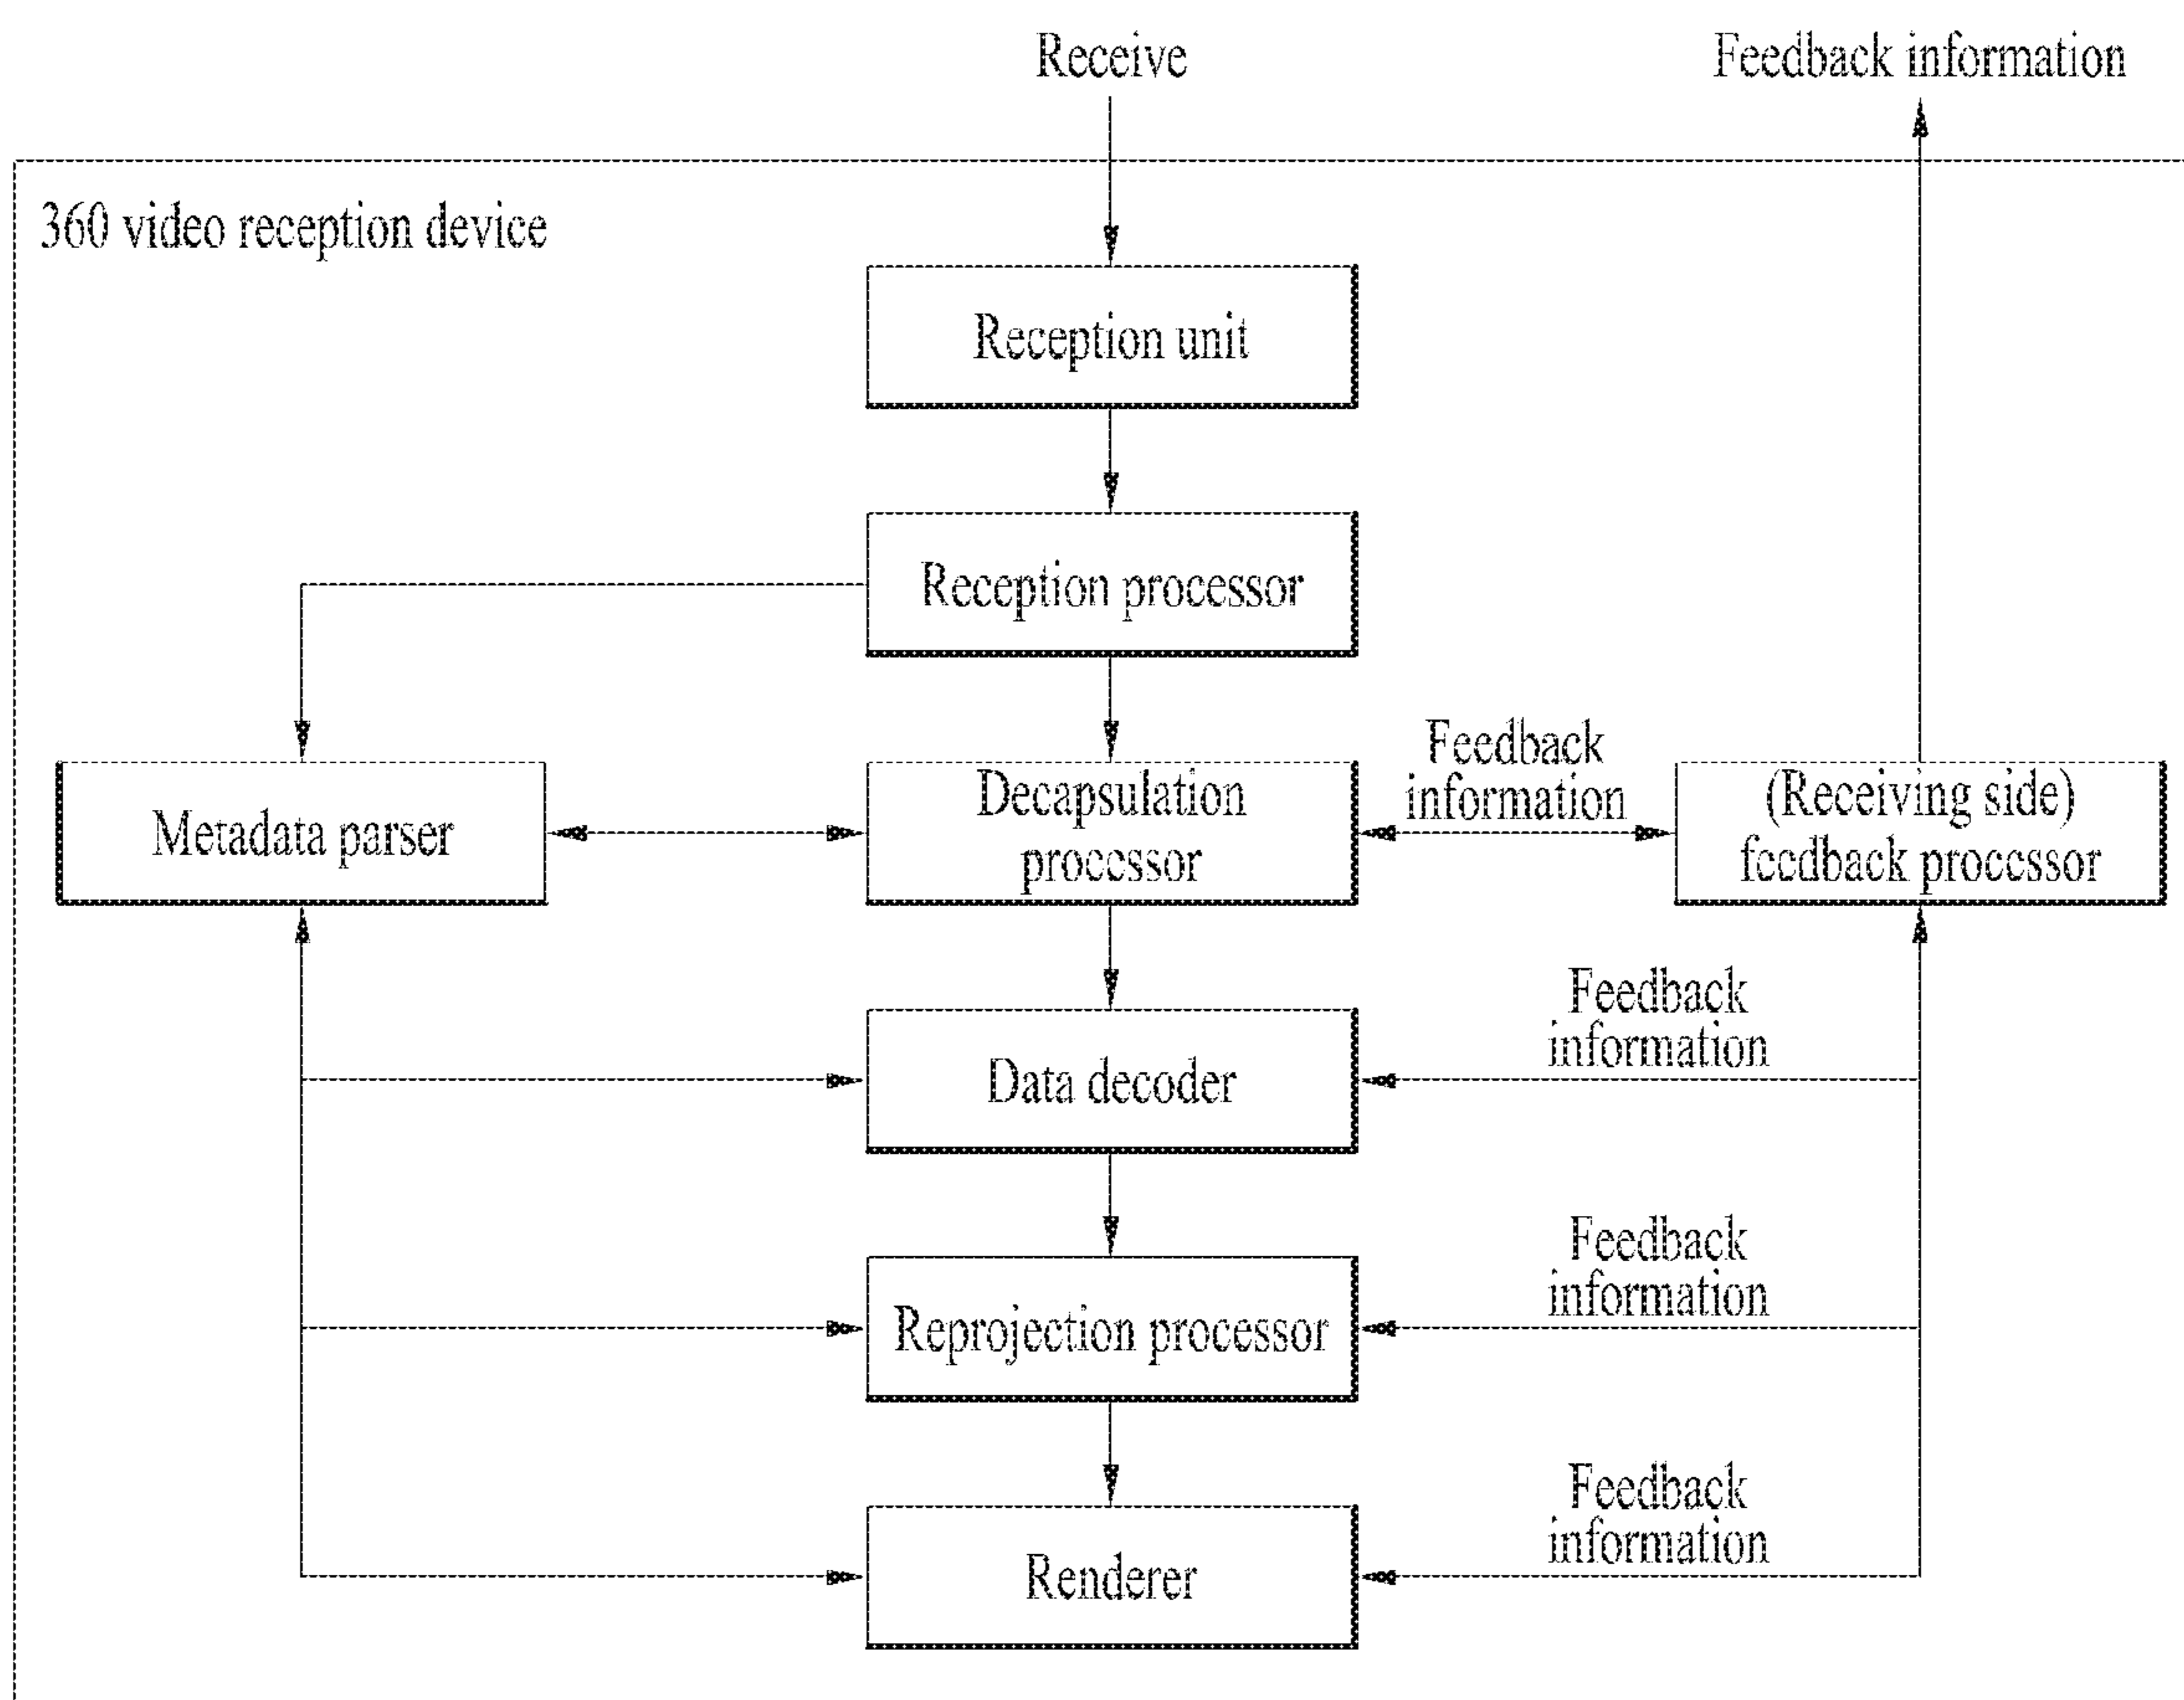 Receive
Feedback information
360 video reception device
Reception unit
Reception processor
Metadata parser
Decapsulation
processor
Feedback
information
(Receiving side)
feedback processor
Data decoder
Feedback
information
Reprojection processor
Feedback
information
Renderer
Feedback
information